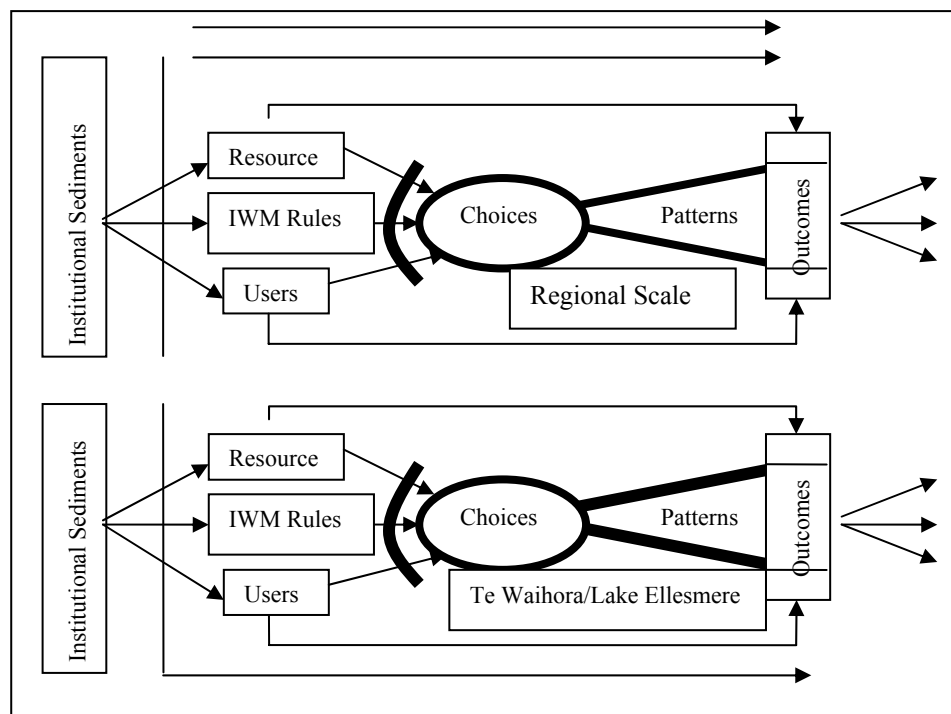 Institutional Sediments
Resource
IWM Rules
Users
Choices
Patterns
Outcomes
Regional Scale
Institutional Sediments
Resource
IWM Rules
Users
Choices
Patterns
Outcomes
Te Waihora/Lake Ellesmere